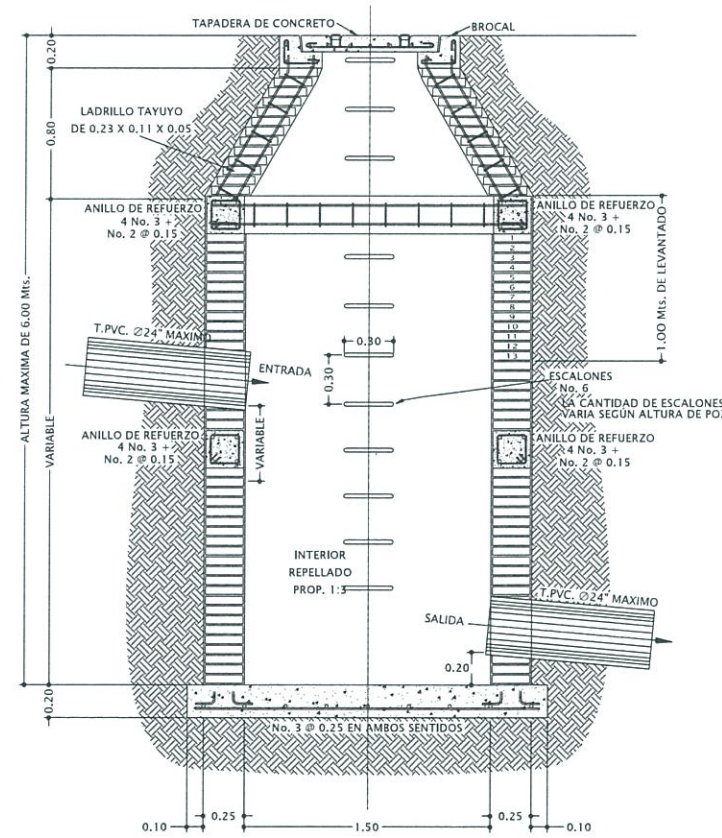 TAPADERA DE CONCRETO
BROCAL
0.20
LADRILLO TAYUYO
DE 0.23 X 0.11 X 0.05
0.80
ANILLO DE REFUERZO
4 No. 3 +
No. 2 @ 0.15
ANILLO DE REFUERZO
4 No. 3 +
No. 2 @ 0.15
1
2
3
4
5
6
7
8
9
10
11
12
13
1.00 Mts. DE LEVANTADO
ALTURA MAXIMA DE 6.00 Mts.
VARIABLE
T.PVC. Ø24" MAXIMO
ENTRADA
0.30
0.30
ESCALONES
No. 6
LA CANTIDAD DE ESCALONES
VARIA SEGÚN ALTURA DE POZ
ANILLO DE REFUERZO
4 No. 3 +
No. 2 @ 0.15
VARIABLE
ANILLO DE REFUERZO
4 No. 3 +
No. 2 @ 0.15
INTERIOR
REPELLADO
PROP. 1:3
T.PVC. Ø24" MAXIMO
SALIDA
0.20
0.20
No. 3 @ 0.25 EN AMBOS SENTIDOS
0.10
0.25
1.50
0.25
0.10